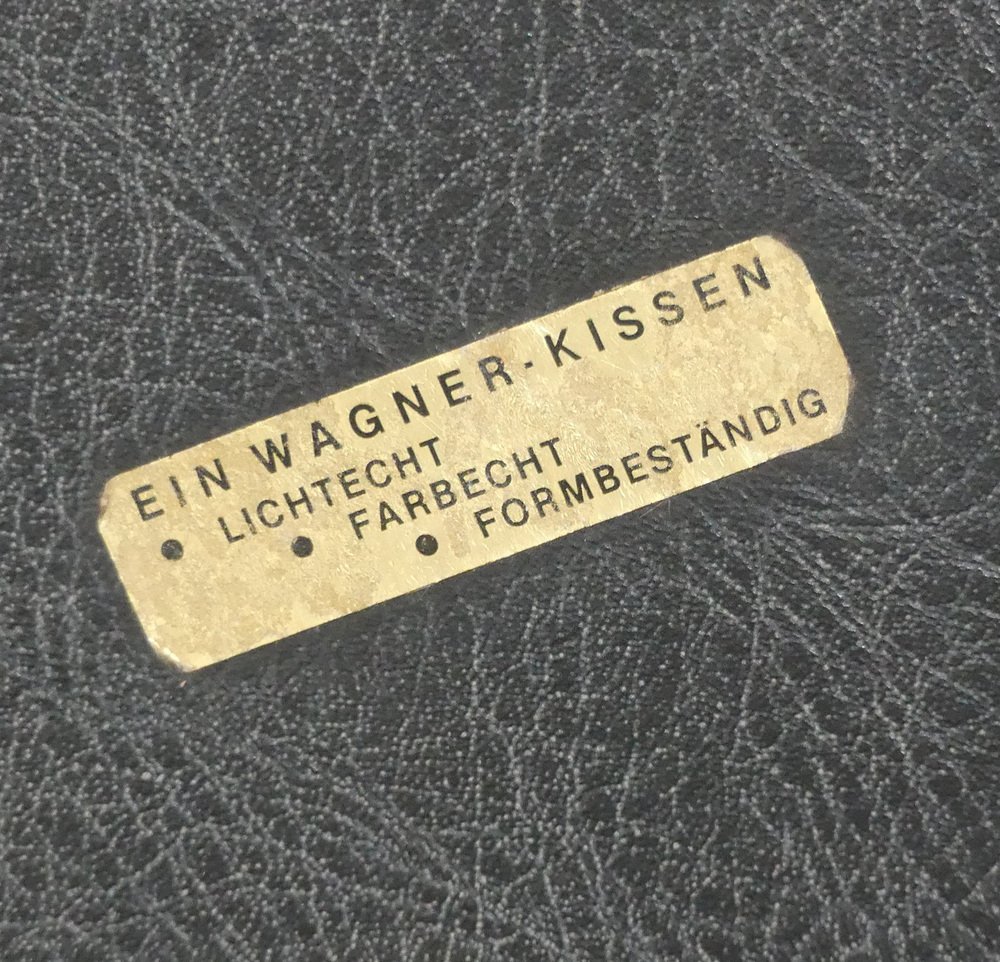 EIN WAGNER-KISSEN
● LICHTECHT
● FARBECHT
● FORMBESTÄNDIG